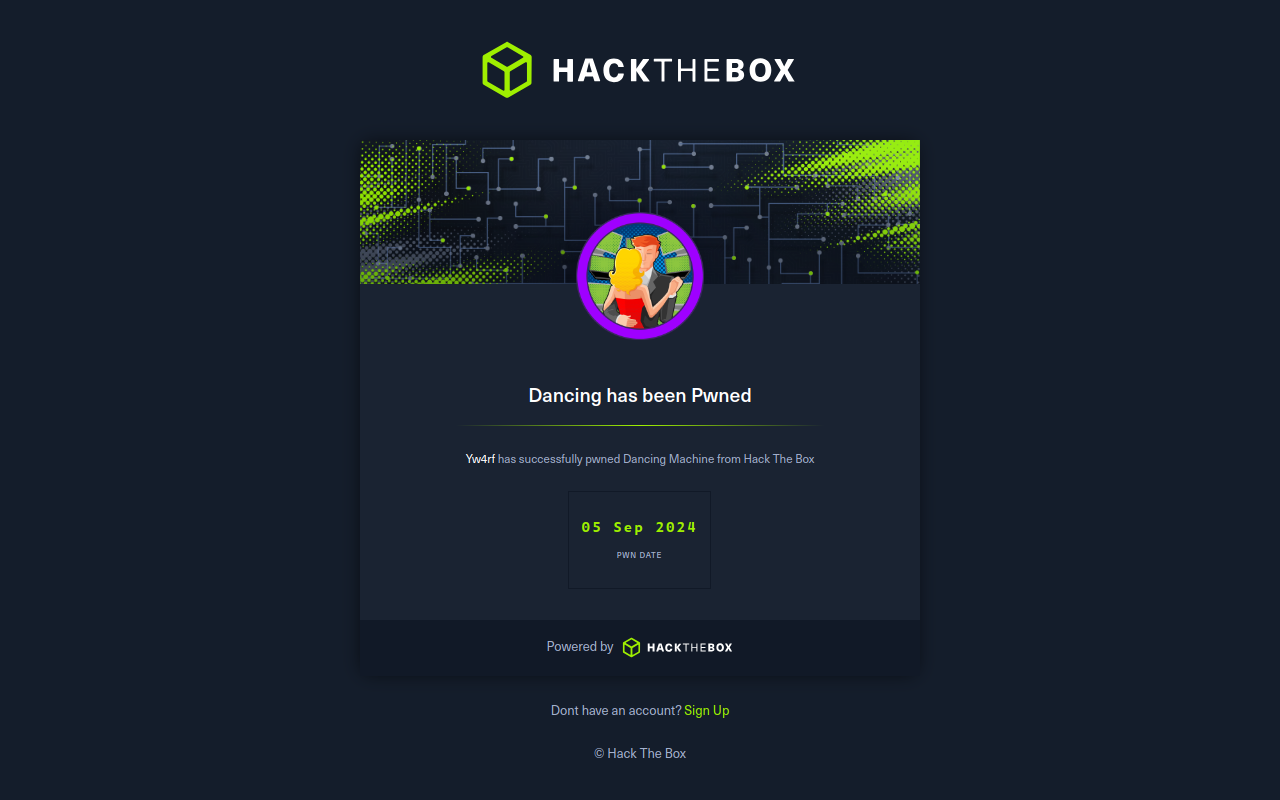 HACKTHEBOX
Dancing has been Pwned
Yw4rf has successfully pwned Dancing Machine from Hack The Box
05 Sep 2024
PWN DATE
Powered by HACKTHEBOX
Dont have an account? Sign Up
© Hack The Box